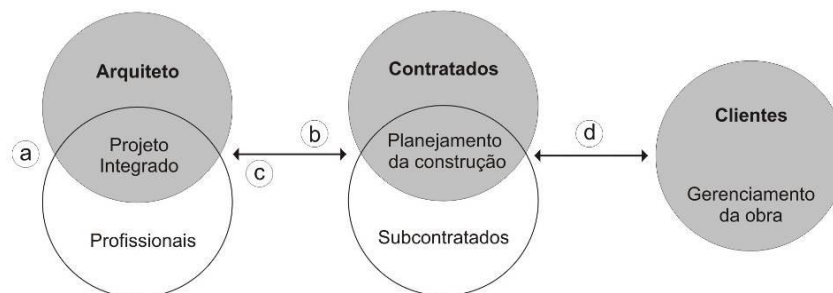 Arquiteto
Projeto
Integrado
Profissionais
a
b
c
Contratados
Planejamento
da construção
Subcontratados
d
Clientes
Gerenciamento
da obra